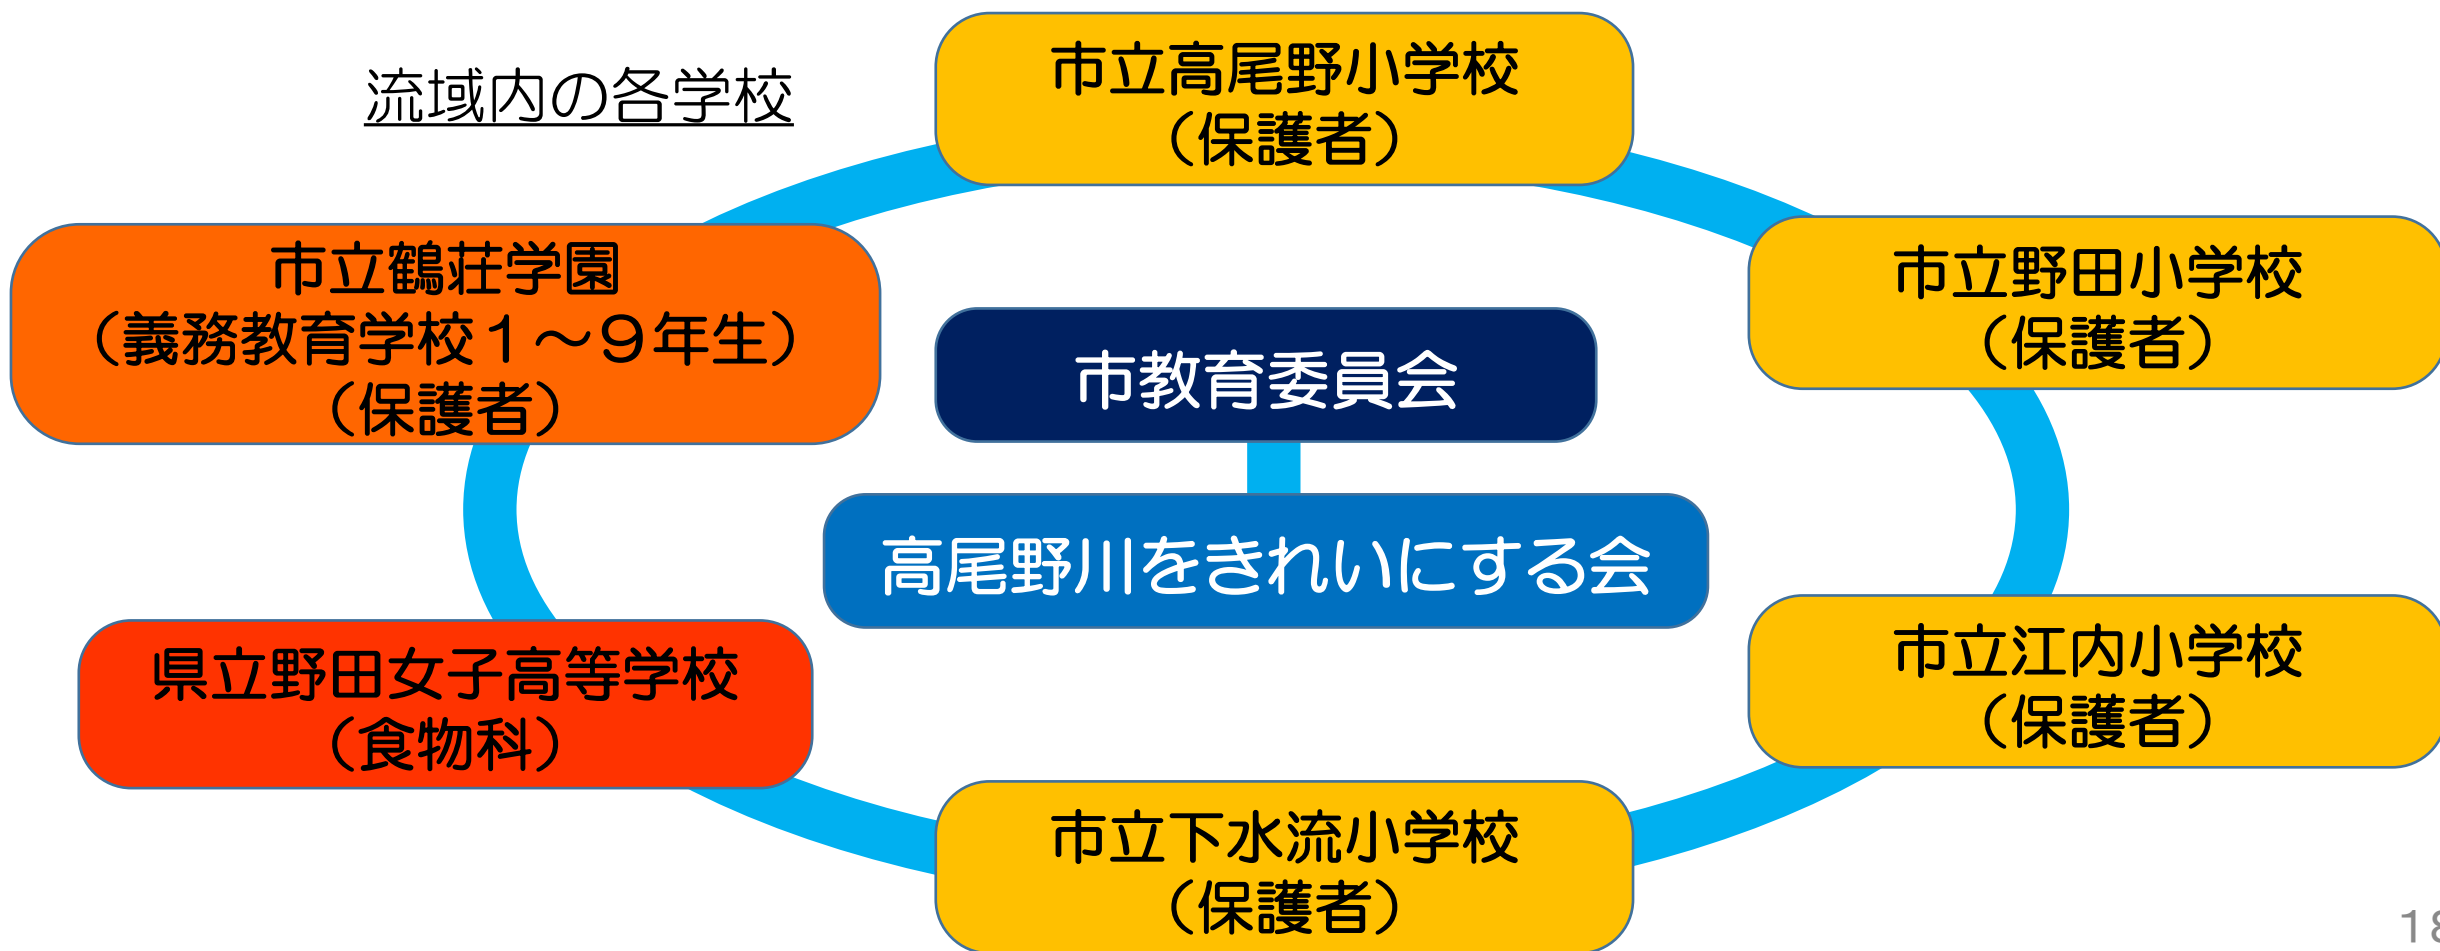 流域内の各学校
市立高尾野小学校
（保護者）
市立鶴荘学園
（義務教育学校１～９年生）
（保護者）
市立野田小学校
（保護者）
市教育委員会
高尾野川をきれいにする会
県立野田女子高等学校
（食物科）
市立江内小学校
（保護者）
市立下水流小学校
（保護者）
18